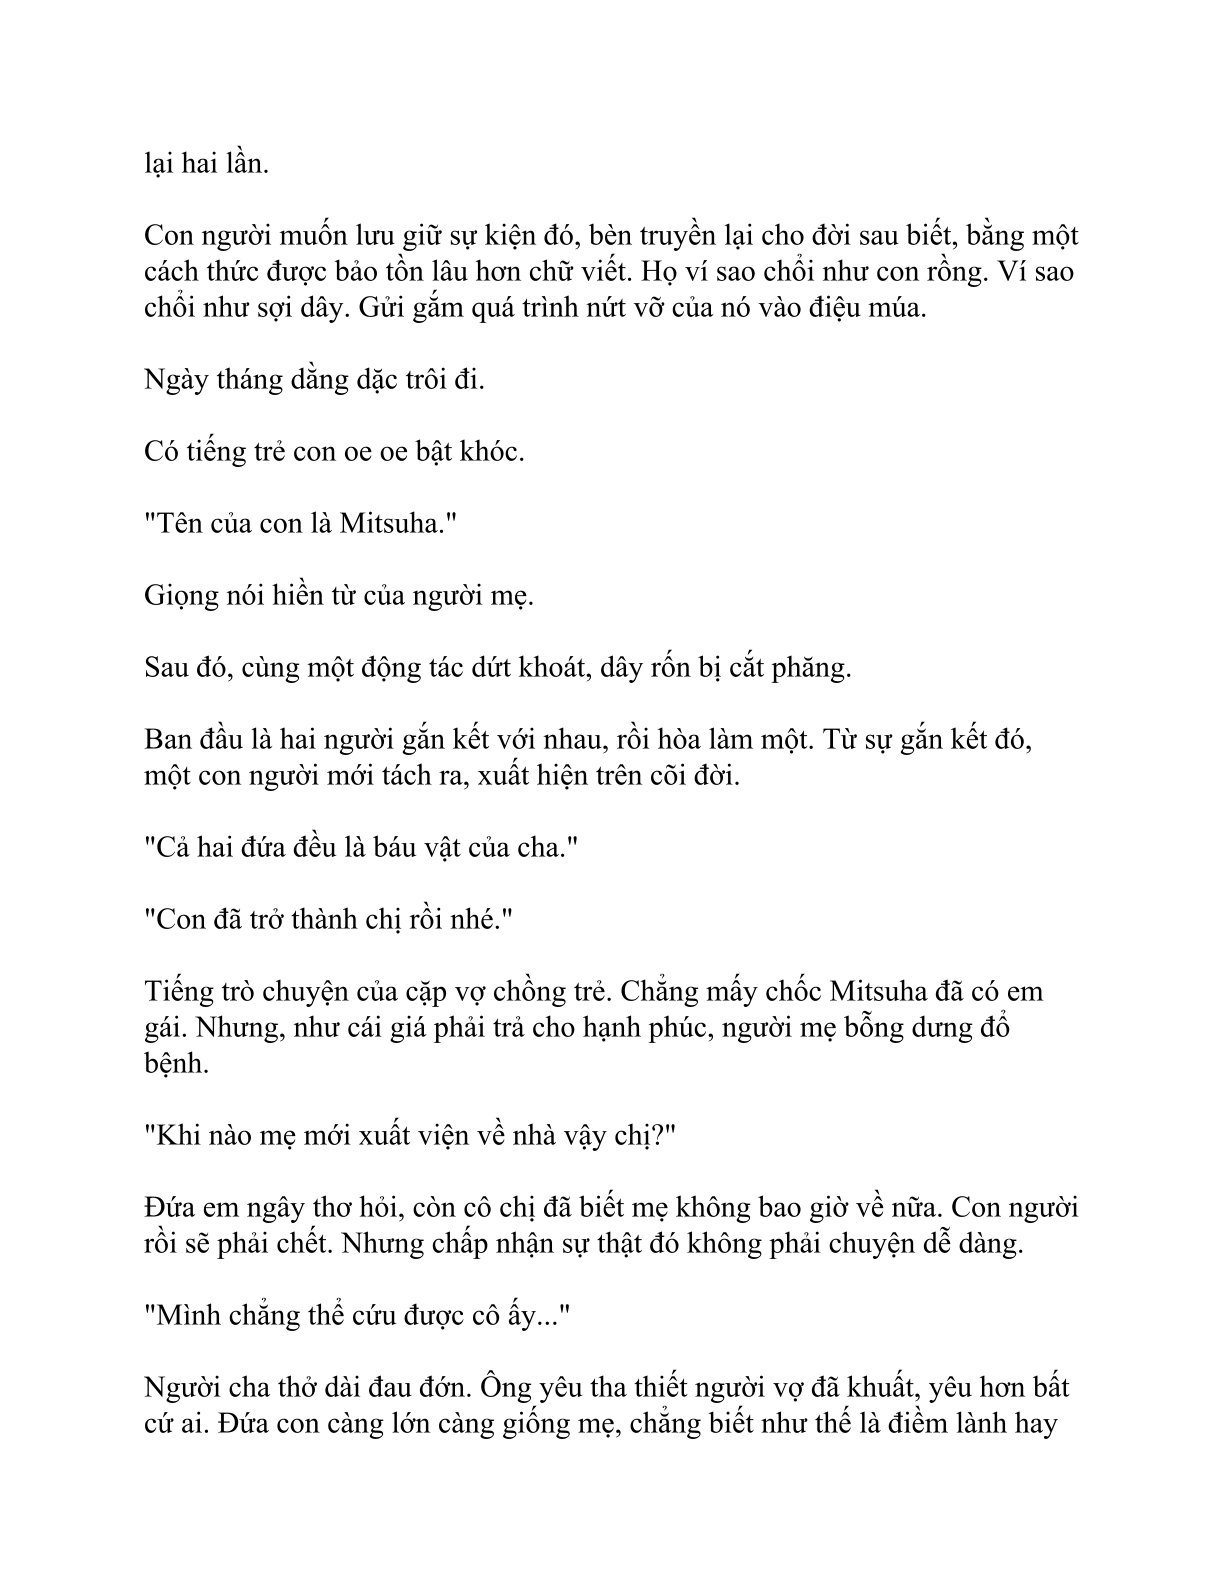 lại hai lần.
Con người muốn lưu giữ sự kiện đó, bèn truyền lại cho đời sau biết, bằng một
cách thức được bảo tồn lâu hơn chữ viết. Họ ví sao chổi như con rồng. Ví sao
chổi như sợi dây. Gửi gắm quá trình nứt vỡ của nó vào điệu múa.
Ngày tháng dằng dặc trôi đi.
Có tiếng trẻ con oe oe bật khóc.
"Tên của con là Mitsuha."
Giọng nói hiền từ của người mẹ.
Sau đó, cùng một động tác dứt khoát, dây rốn bị cắt phăng.
Ban đầu là hai người gắn kết với nhau, rồi hòa làm một. Từ sự gắn kết đó,
một con người mới tách ra, xuất hiện trên cõi đời.
"Cả hai đứa đều là báu vật của cha."
"Con đã trở thành chị rồi nhé."
Tiếng trò chuyện của cặp vợ chồng trẻ. Chẳng mấy chốc Mitsuha đã có em
gái. Nhưng, như cái giá phải trả cho hạnh phúc, người mẹ bỗng dưng đổ
bệnh.
"Khi nào mẹ mới xuất viện về nhà vậy chị?"
Đứa em ngây thơ hỏi, còn cô chị đã biết mẹ không bao giờ về nữa. Con người
rồi sẽ phải chết. Nhưng chấp nhận sự thật đó không phải chuyện dễ dàng.
"Mình chẳng thể cứu được cô ấy..."
Người cha thở dài đau đớn. Ông yêu tha thiết người vợ đã khuất, yêu hơn bất
cứ ai. Đứa con càng lớn càng giống mẹ, chẳng biết như thế là điềm lành hay